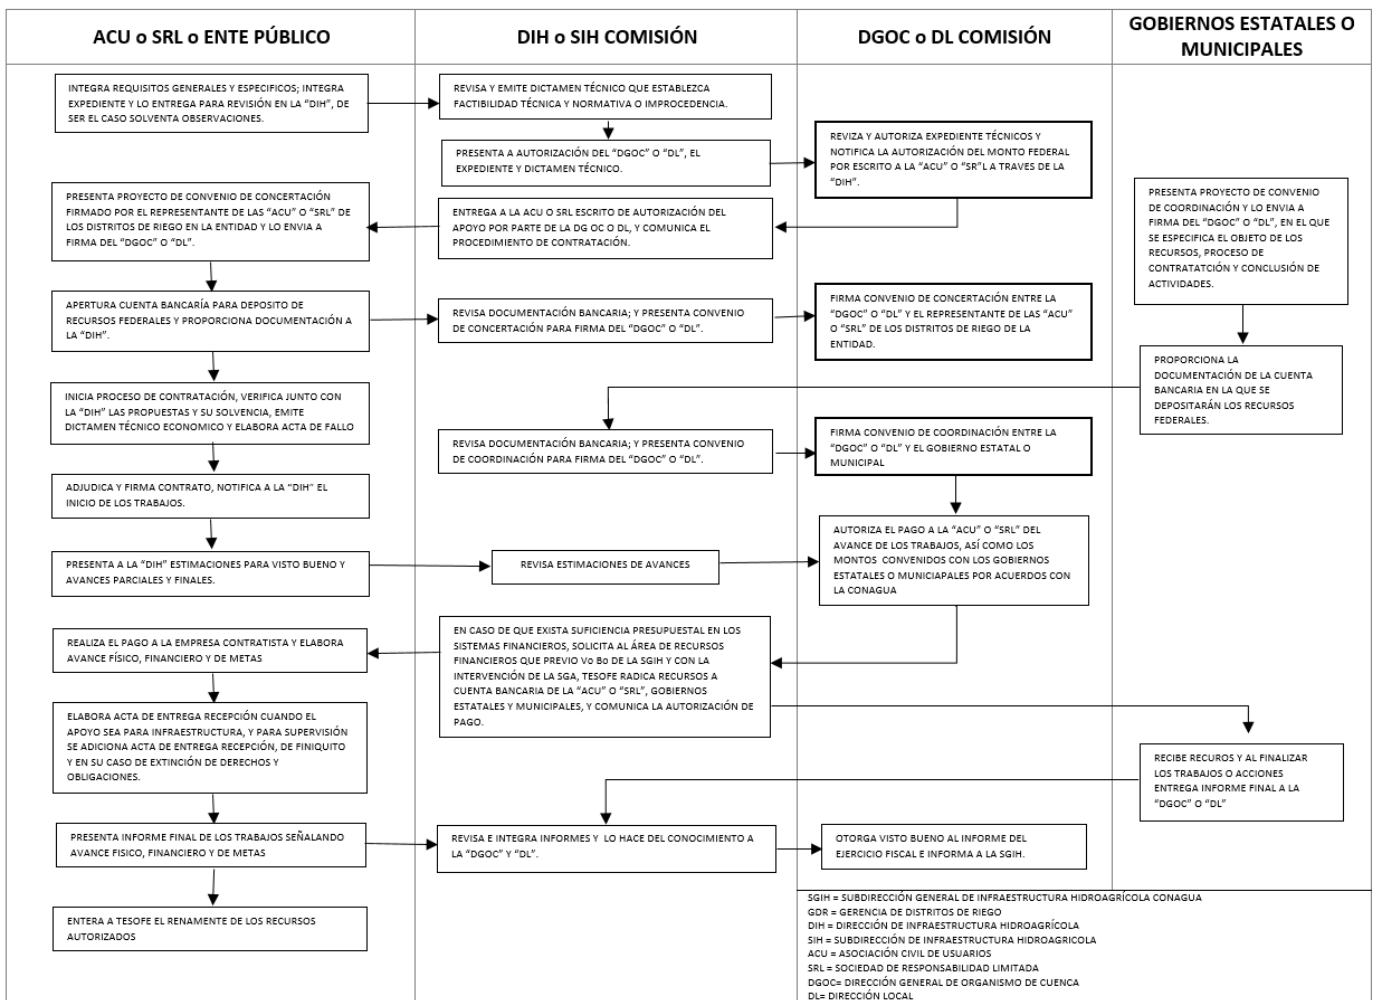 ACU o SRL o ENTE PÚBLICO
DIH o SIH COMISIÓN
DGOC o DL COMISIÓN
GOBIERNOS ESTATALES O
MUNICIPALES
INTEGRA REQUISITOS GENERALES Y ESPECIFICOS; INTEGRA
EXPEDIENTE Y LO ENTREGA PARA REVISIÓN EN LA "DIH", DE
SER EL CASO SOLVENTA OBSERVACIONES.
REVISA Y EMITE DICTAMEN TÉCNICO QUE ESTABLEZCA
FACTIBILIDAD TÉCNICA Y NORMATIVA O IMPROCEDENCIA.
PRESENTA A AUTORIZACIÓN DEL "DGOC" O "DL", EL
EXPEDIENTE Y DICTAMEN TÉCNICO.
REVIZA Y AUTORIZA EXPEDIENTE TÉCNICOS Y
NOTIFICA LA AUTORIZACIÓN DEL MONTO FEDERAL
POR ESCRITO A LA "ACU" O "SR"L A TRAVES DE LA
"DIH".
PRESENTA PROYECTO DE CONVENIO DE CONCERTACIÓN
FIRMADO POR EL REPRESENTANTE DE LAS "ACU" O "SRL" DE
LOS DISTRITOS DE RIEGO EN LA ENTIDAD Y LO ENVIA A
FIRMA DEL "DGOC" O "DL".
ENTREGA A LA ACU O SRL ESCRITO DE AUTORIZACIÓN DEL
APOYO POR PARTE DE LA DG OC O DL, Y COMUNICA EL
PROCEDIMIENTO DE CONTRATACIÓN.
PRESENTA PROYECTO DE CONVENIO
DE COORDINACIÓN Y LO ENVIA A
FIRMA DEL "DGOC" O "DL", EN EL QUE
SE ESPECIFICA EL OBJETO DE LOS
RECURSOS, PROCESO DE
CONTRATATCIÓN Y CONCLUSIÓN DE
ACTIVIDADES.
APERTURA CUENTA BANCARÍA PARA DEPOSITO DE
RECURSOS FEDERALES Y PROPORCIONA DOCUMENTACIÓN A
LA "DIH".
REVISA DOCUMENTACIÓN BANCARIA; Y PRESENTA CONVENIO
DE CONCERTACIÓN PARA FIRMA DEL "DGOC" O "DL".
FIRMA CONVENIO DE CONCERTACIÓN ENTRE LA
"DGOC" O "DL" Y EL REPRESENTANTE DE LAS "ACU"
O "SRL" DE LOS DISTRITOS DE RIEGO DE LA
ENTIDAD.
PROPORCIONA LA
DOCUMENTACIÓN DE LA CUENTA
BANCARIA EN LA QUE SE
DEPOSITARÁN LOS RECURSOS
FEDERALES.
INICIA PROCESO DE CONTRATACIÓN, VERIFICA JUNTO CON
LA "DIH" LAS PROPUESTAS Y SU SOLVENCIA, EMITE
DICTAMEN TÉCNICO ECONOMICO Y ELABORA ACTA DE FALLO
REVISA DOCUMENTACIÓN BANCARIA; Y PRESENTA CONVENIO
DE COORDINACIÓN PARA FIRMA DEL "DGOC" O "DL".
FIRMA CONVENIO DE COORDINACIÓN ENTRE LA
"DGOC" O "DL" Y EL GOBIERNO ESTATAL O
MUNICIPAL
ADJUDICA Y FIRMA CONTRATO, NOTIFICA A LA "DIH" EL
INICIO DE LOS TRABAJOS.
PRESENTA A LA "DIH" ESTIMACIONES PARA VISTO BUENO Y
AVANCES PARCIALES Y FINALES.
REVISA ESTIMACIONES DE AVANCES
AUTORIZA EL PAGO A LA "ACU" O "SRL" DEL
AVANCE DE LOS TRABAJOS, ASÍ COMO LOS
MONTOS CONVENIDOS CON LOS GOBIERNOS
ESTATALES O MUNICIAPALES POR ACUERDOS CON
LA CONAGUA
REALIZA EL PAGO A LA EMPRESA CONTRATISTA Y ELABORA
AVANCE FÍSICO, FINANCIERO Y DE METAS
EN CASO DE QUE EXISTA SUFICIENCIA PRESUPUESTAL EN LOS
SISTEMAS FINANCIEROS, SOLICITA AL ÁREA DE RECURSOS
FINANCIEROS QUE PREVIO Vo Bo DE LA SGIH Y CON LA
INTERVENCIÓN DE LA SGA, TESOFE RADICA RECURSOS A
CUENTA BANCARIA DE LA "ACU" O "SRL", GOBIERNOS
ESTATALES Y MUNICIPALES, Y COMUNICA LA AUTORIZACIÓN DE
PAGO.
ELABORA ACTA DE ENTREGA RECEPCIÓN CUANDO EL
APOYO SEA PARA INFRAESTRUCTURA, Y PARA SUPERVISIÓN
SE ADICIONA ACTA DE ENTREGA RECEPCIÓN, DE FINIQUITO
Y EN SU CASO DE EXTINCIÓN DE DERECHOS Y
OBLIGACIONES.
RECIBE RECUROS Y AL FINALIZAR
LOS TRABAJOS O ACCIONES
ENTREGA INFORME FINAL A LA
"DGOC" O "DL"
PRESENTA INFORME FINAL DE LOS TRABAJOS SEÑALANDO
AVANCE FISICO, FINANCIERO Y DE METAS
REVISA E INTEGRA INFORMES Y LO HACE DEL CONOCIMIENTO A
LA "DGOC" Y "DL".
OTORGA VISTO BUENO AL INFORME DEL
EJERCICIO FISCAL E INFORMA A LA SGIH.
ENTERA A TESOFE EL RENAMENTE DE LOS RECURSOS
AUTORIZADOS
SGIH = SUBDIRECCIÓN GENERAL DE INFRAESTRUCTURA HIDROAGRÍCOLA CONAGUA
GDR = GERENCIA DE DISTRITOS DE RIEGO
DIH = DIRECCIÓN DE INFRAESTRUCTURA HIDROAGRÍCOLA
SIH = SUBDIRECCIÓN DE INFRAESTRUCTURA HIDROAGRICOLA
ACU = ASOCIACIÓN CIVIL DE USUARIOS
SRL = SOCIEDAD DE RESPONSABILIDAD LIMITADA
DGOC= DIRECCIÓN GENERAL DE ORGANISMO DE CUENCA
DL= DIRECCIÓN LOCAL